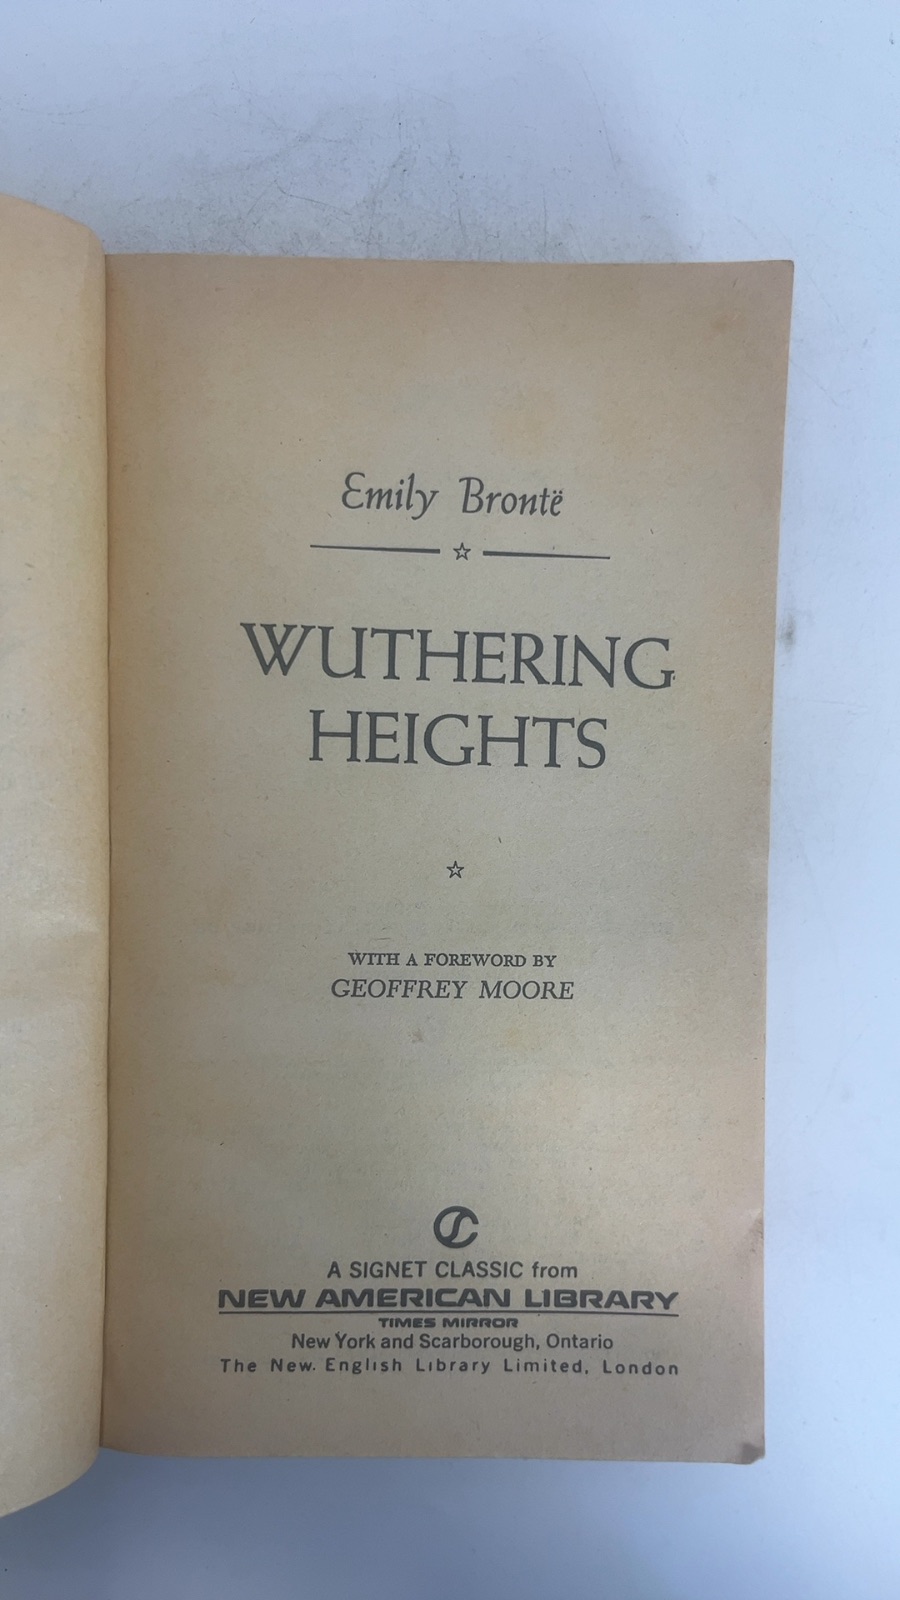 Emily Brontë
WUTHERING
HEIGHTS
WITH A FOREWORD BY
GEOFFREY MOORE
A SIGNET CLASSIC from
NEW AMERICAN LIBRARY
TIMES MIRROR
New York and Scarborough, Ontario
The New English Library Limited, London